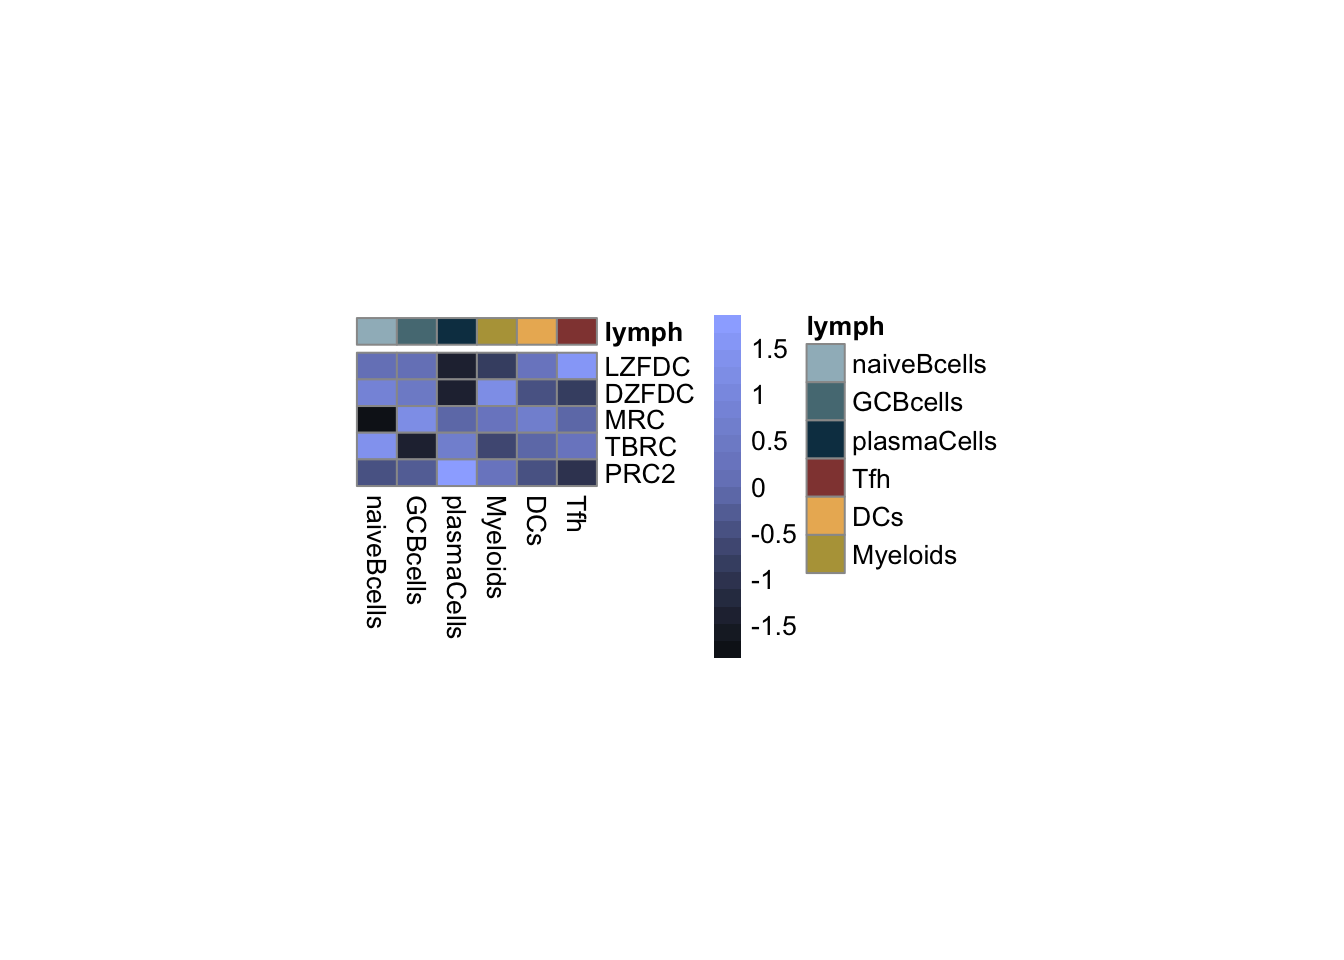 lymph
LZFDC
DZFDC
MRC
TBRC
PRC2
naiveBcells
GCBcells
plasmaCells
Myeloids
DCs
Tfh
1.5
1
0.5
0
-0.5
-1
-1.5
lymph
naiveBcells
GCBcells
plasmaCells
Tfh
DCs
Myeloids